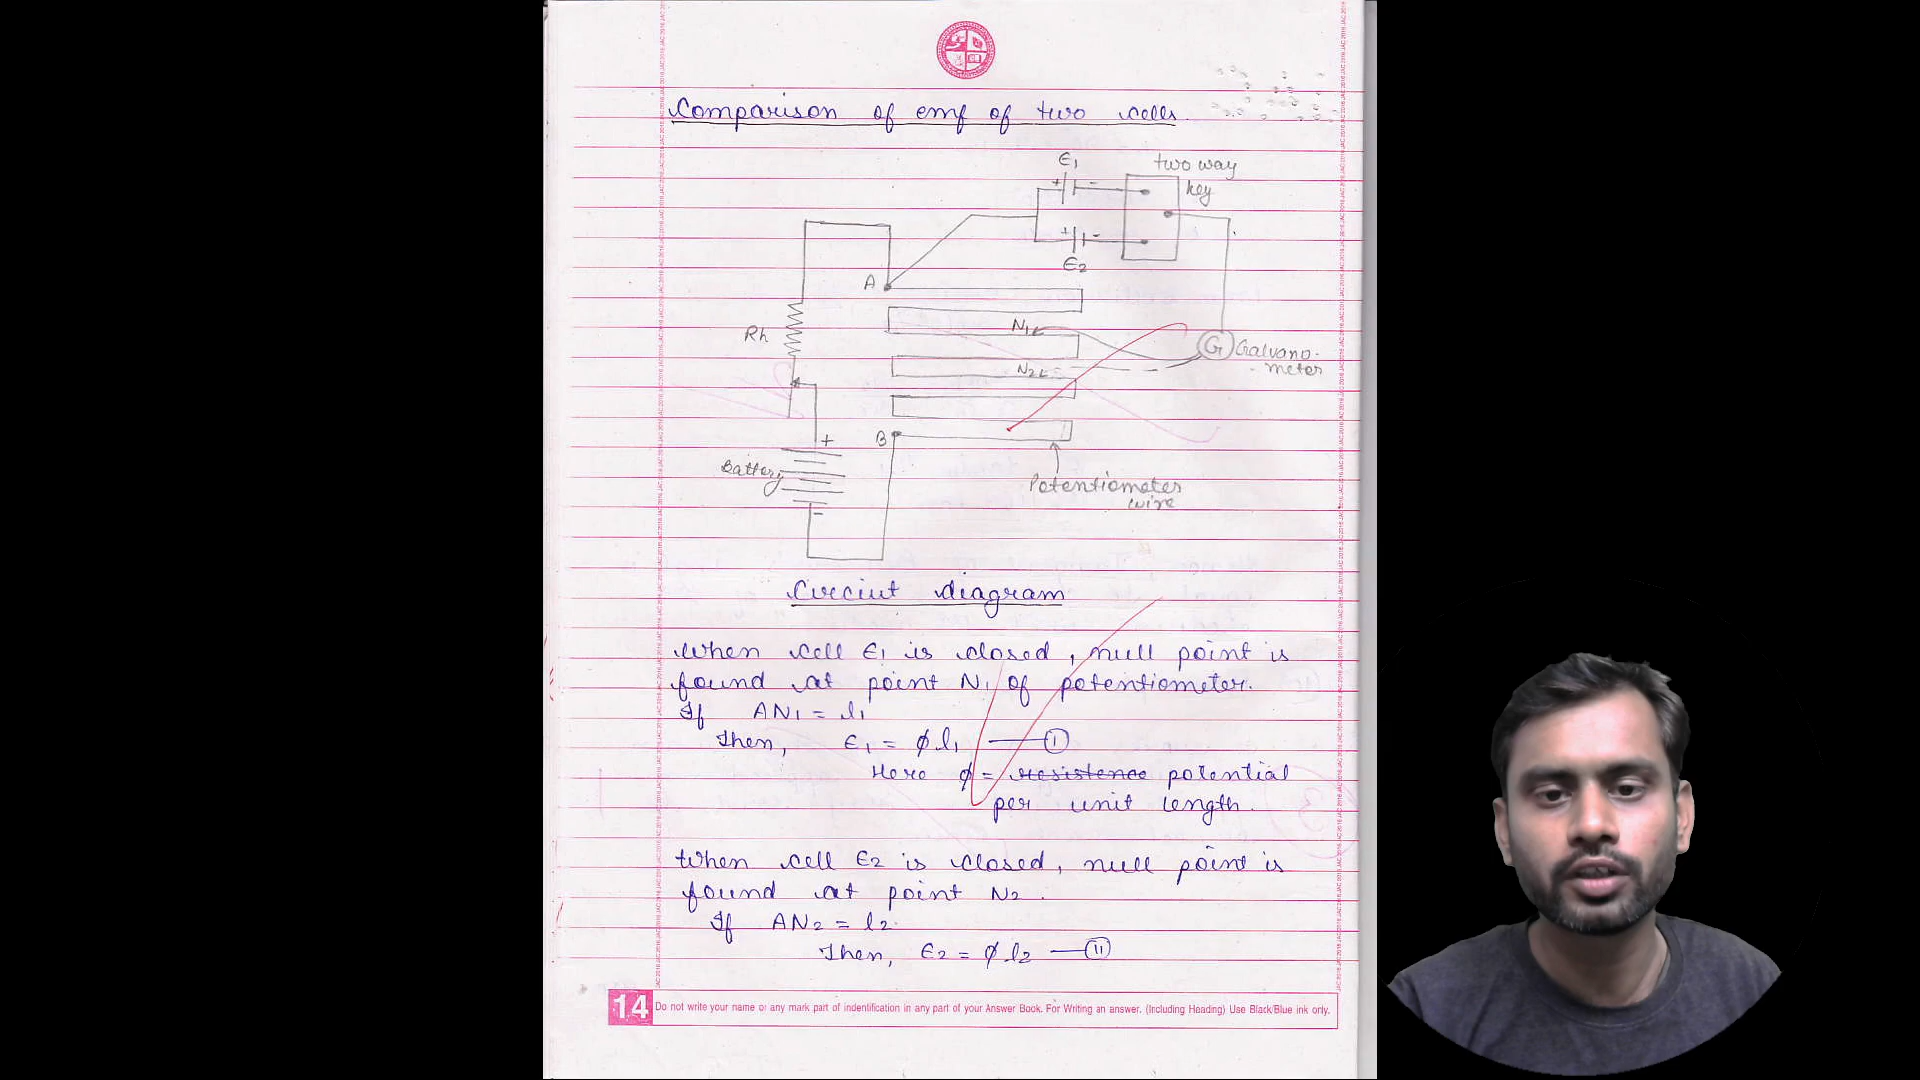 Comparison of emf of two cells.
E1
two way
key
+ -
+ -
E2
A
N1
Rh
G Galvano-
meter
N2
B
+
Battery
Potentiometer
wire
-
Circiut diagram
When cell E1 is closed, null point is
found at point N1 of potentiometer.
If AN1 = l1
Then, E1 = ϕ l1 — (I)
Here ϕ = resistence potential
per unit length.
When cell E2 is closed, null point is
found at point N2.
If AN2 = l2.
Then, E2 = ϕ l2 — (II)
14 Do not write your name or any mark part of indentification in any part of your Answer Book. For Writing an answer. (Including Heading) Use Black/Blue ink only.